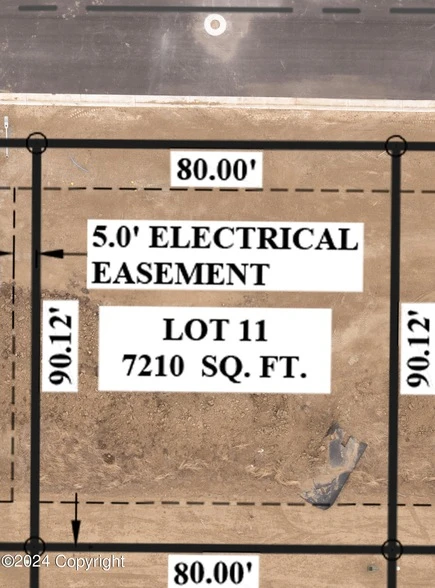 80.00'
5.0' ELECTRICAL
EASEMENT
LOT 11
7210 SQ. FT.
90.12'
90.12'
©2024 Copyright
80.00'